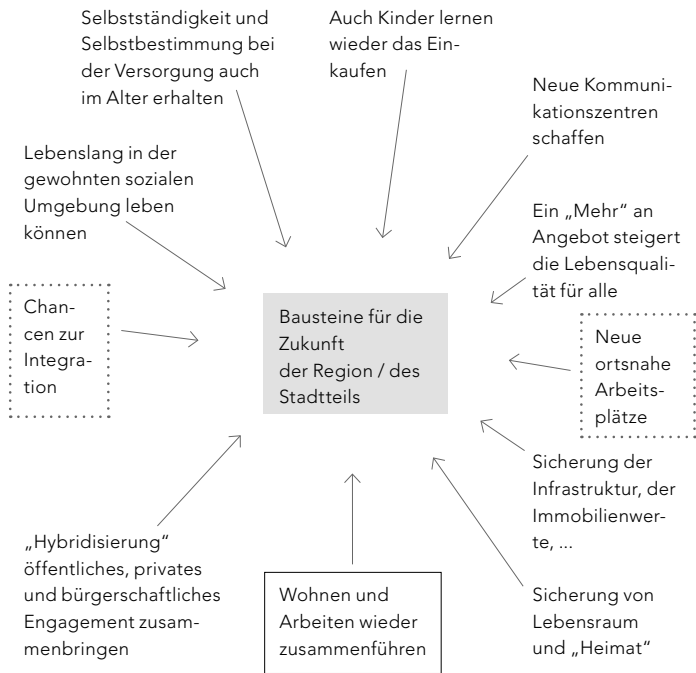 Selbstständigkeit und
Selbstbestimmung bei
der Versorgung auch
im Alter erhalten
Auch Kinder lernen
wieder das Ein-
kaufen
Neue Kommuni-
kationszentren
schaffen
Lebenslang in der
gewohnten sozialen
Umgebung leben
können
Ein „Mehr“ an
Angebot steigert
die Lebensquali-
tät für alle
Chan-
cen zur
Integra-
tion
Bausteine für die
Zukunft
der Region / des
Stadtteils
Neue
ortsnahe
Arbeits-
plätze
Sicherung der
Infrastruktur, der
Immobilienwer-
te, ...
„Hybridisierung“
öffentliches, privates
und bürgerschaftliches
Engagement zusam-
menbringen
Wohnen und
Arbeiten wieder
zusammenführen
Sicherung von
Lebensraum
und „Heimat“